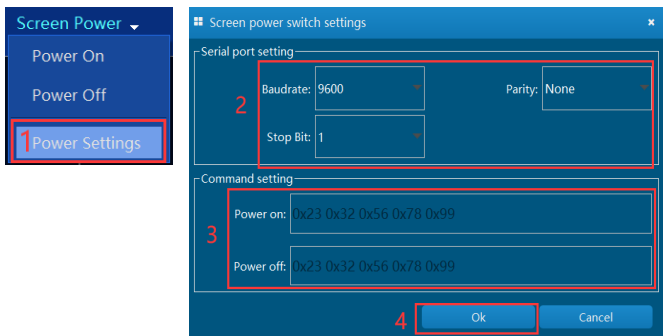 Screen Power
Power On
Power Off
1 Power Settings
Screen power switch settings
Serial port setting
2
Baudrate: 9600
Parity: None
Stop Bit: 1
Command setting
3
Power on: 0x23 0x32 0x56 0x78 0x99
Power off: 0x23 0x32 0x56 0x78 0x99
4
Ok
Cancel